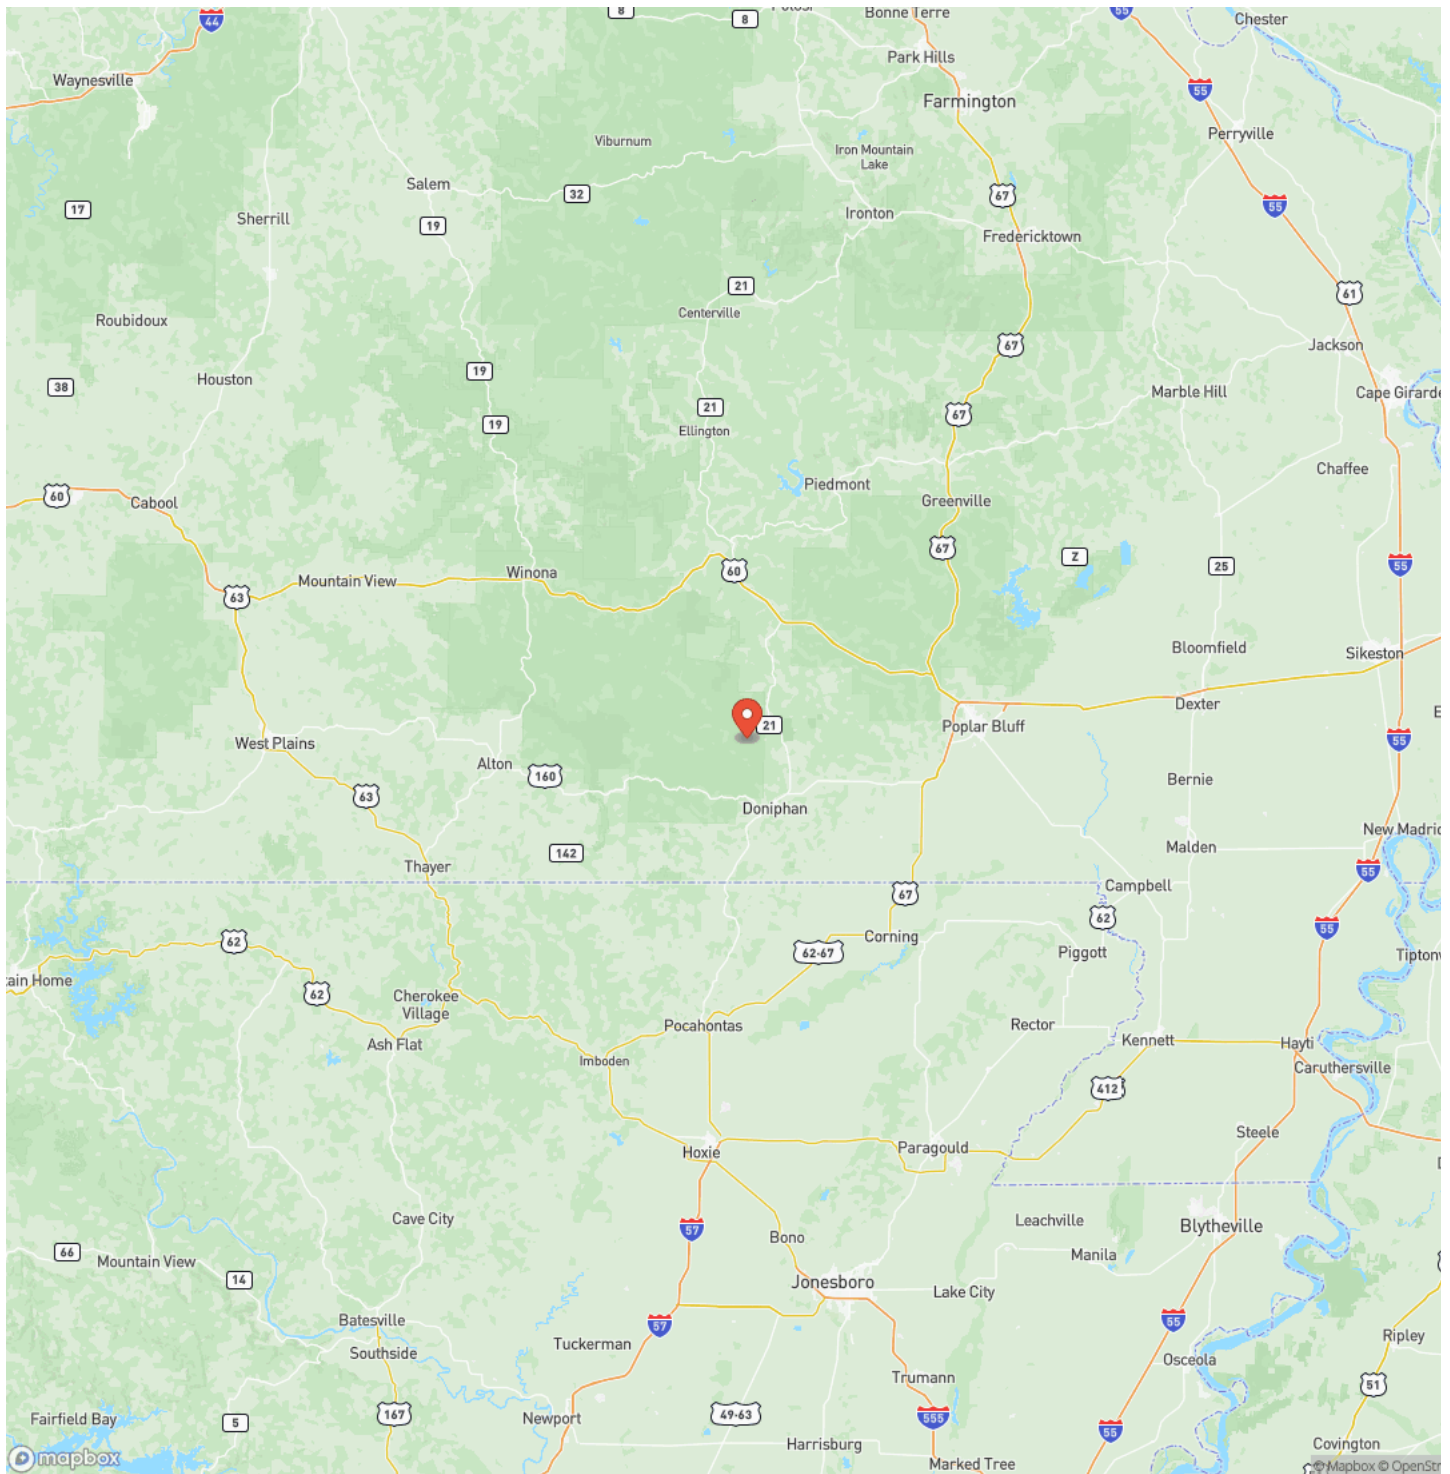 44
8
8
Bonne Terre
55
Chester
Park Hills
Waynesville
55
Farmington
Perryville
Viburnum
Iron Mountain
Lake
Salem
32
67
17
55
Sherrill
19
Ironton
Fredericktown
21
61
Centerville
Roubidoux
67
Jackson
19
Houston
38
Marble Hill
Cape Girarde
21
67
19
Ellington
Chaffee
Piedmont
60
Cabool
Greenville
67
Z
60
55
25
Winona
Mountain View
63
Bloomfield
Sikeston
Dexter
21
Poplar Bluff
55
West Plains
Alton
160
Bernie
63
Doniphan
New Madrid
142
Malden
Thayer
55
67
Campbell
62
62
55
Corning
62-67
Piggott
Tiptonv
tain Home
62
Cherokee
Village
Pocahontas
Rector
Ash Flat
Kennett
Hayti
Imboden
Caruthersville
412
Steele
Paragould
Hoxie
Cave City
Leachville
57
Blytheville
Bono
66
Manila
Mountain View
14
Jonesboro
Lake City
Batesville
57
55
Tuckerman
Ripley
Southside
Osceola
Trumann
51
Fairfield Bay
5
167
Newport
49-63
555
55
Harrisburg
Covington
mapbox
Marked Tree
© Mapbox © OpenStr